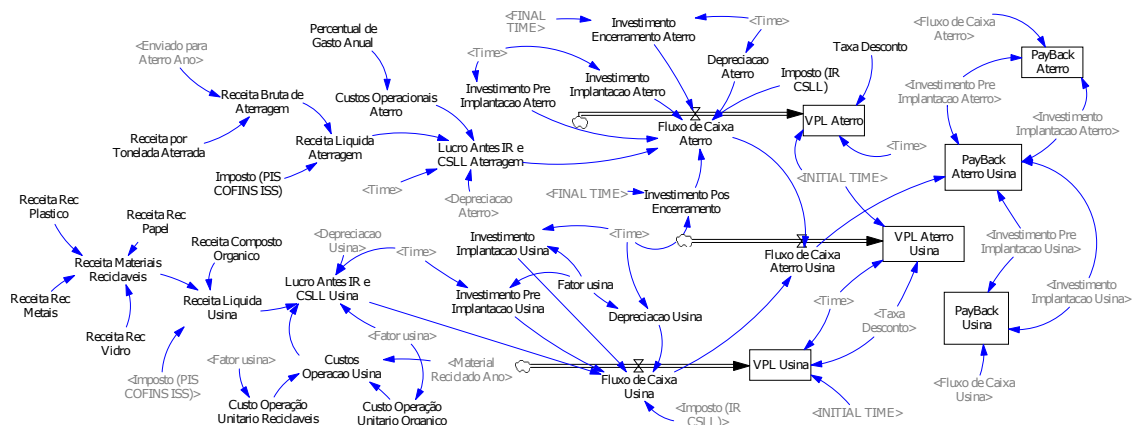 <FINAL
TIME>
Investimento
Encerramento Aterro
<Time>
<Fluxo de Caixa
Aterro>
Percentual de
Gasto Anual
<Enviado para
Aterro Ano>
<Time>
Depreciacao
Aterro
Taxa Desconto
PayBack
Aterro
Investimento
Implantacao Aterro
Imposto (IR
CSLL)
Receita Bruta de
Aterragem
Investimento Pre
Implantacao Aterro
<Investimento Pre
Implantacao Aterro>
Custos Operacionais
Aterro
VPL Aterro
<Investimento
Implantacao Aterro>
Receita por
Tonelada Aterrada
Receita Liquida
Aterragem
Fluxo de Caixa
Aterro
Lucro Antes IR e
CSLL Aterragem
<Time>
PayBack
Aterro Usina
Imposto (PIS
COFINS ISS)
<INITIAL TIME>
<Time>
<Depreciacao
Aterro>
<FINAL TIME>
Investimento Pos
Encerramento
Receita Rec
Plastico
Receita Rec
Papel
<Depreciacao
Usina>
<Time>
Investimento
Implantacao Usina
<Time>
VPL Aterro
Usina
<Investimento Pre
Implantacao Usina>
Receita Composto
Organico
Receita Materiais
Reciclaveis
Fluxo de Caixa
Aterro Usina
Lucro Antes IR e
CSLL Usina
Fator usina
<Investimento
Implantacao Usina>
Receita Rec
Metais
Receita Liquida
Usina
Investimento Pre
Implantacao Usina
<Time>
Depreciacao Usina
<Taxa
Desconto>
PayBack
Usina
Receita Rec
Vidro
<Fator usina>
<Fator usina>
Custos
Operacao Usina
<Material
Reciclado Ano>
VPL Usina
<Imposto (PIS
COFINS ISS)>
Fluxo de Caixa
Usina
<Fluxo de Caixa
Usina>
Custo Operação
Unitario Reciclaveis
Custo Operação
Unitario Organico
<Imposto (IR
CSLL)>
<INITIAL TIME>